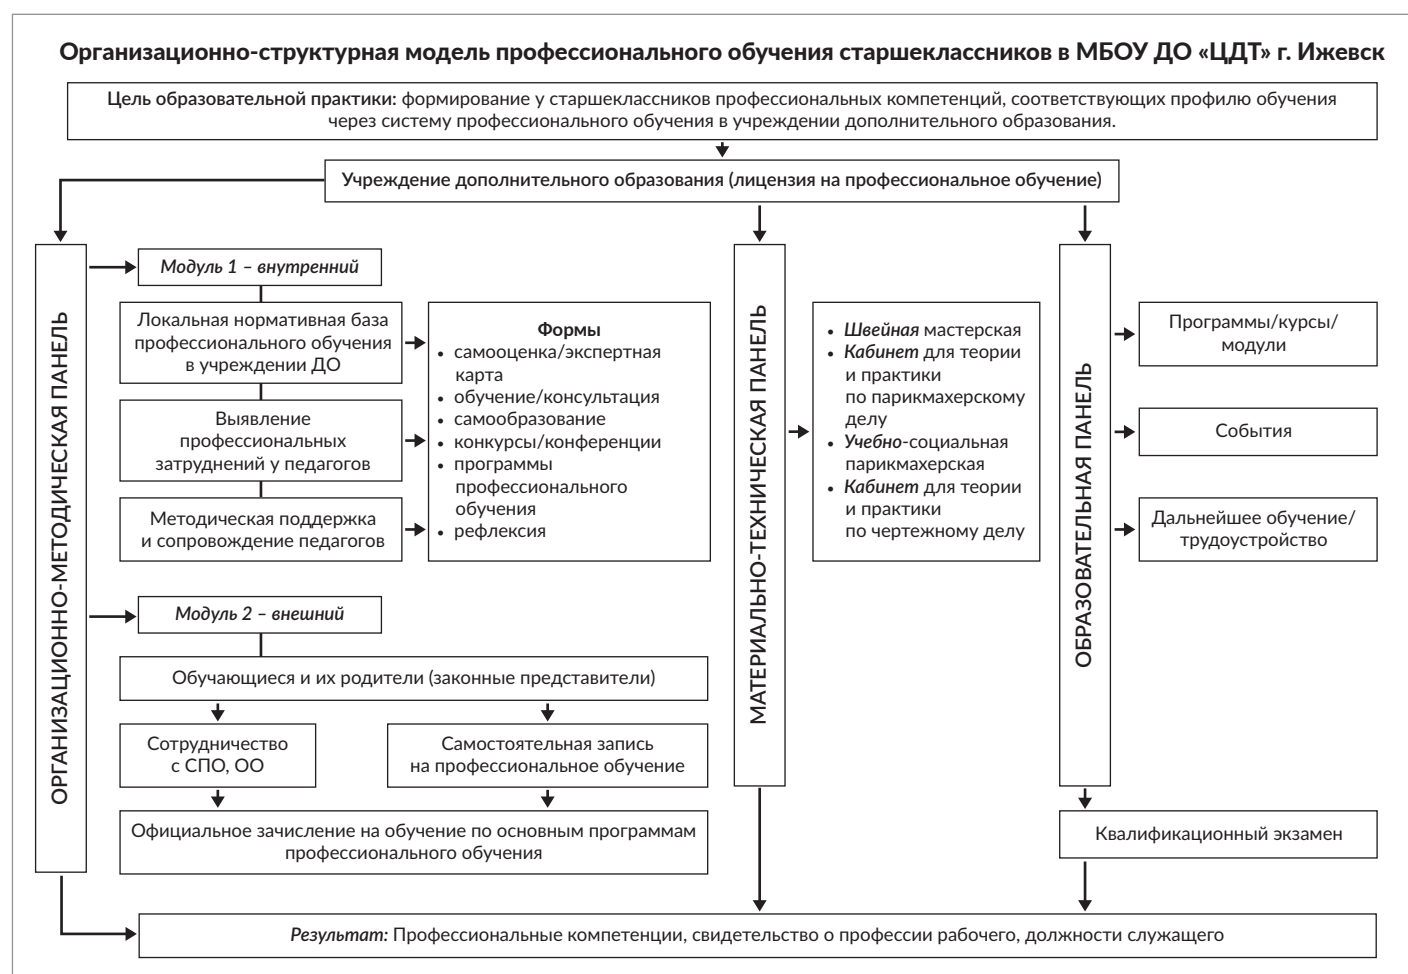 Организационно-структурная модель профессионального обучения старшеклассников в МБОУ ДО «ЦДТ» г. Ижевск
Цель образовательной практики: формирование у старшеклассников профессиональных компетенций, соответствующих профилю обучения
через систему профессионального обучения в учреждении дополнительного образования.
Учреждение дополнительного образования (лицензия на профессиональное обучение)
ОРГАНИЗАЦИОННО-МЕТОДИЧЕСКАЯ ПАНЕЛЬ
Модуль 1 – внутренний
Локальная нормативная база
профессионального обучения
в учреждении ДО
Выявление
профессиональных
затруднений у педагогов
Методическая поддержка
и сопровождение педагогов
Формы
• самооценка/экспертная
карта
• обучение/консультация
• самообразование
• конкурсы/конференции
• программы
профессионального
обучения
• рефлексия
Модуль 2 – внешний
Обучающиеся и их родители (законные представители)
Сотрудничество
с СПО, ОО
Самостоятельная запись
на профессиональное обучение
Официальное зачисление на обучение по основным программам
профессионального обучения
МАТЕРИАЛЬНО-ТЕХНИЧЕСКАЯ ПАНЕЛЬ
• Швейная мастерская
• Кабинет для теории
и практики
по парикмахерскому
делу
• Учебно-социальная
парикмахерская
• Кабинет для теории
и практики
по чертежному делу
ОБРАЗОВАТЕЛЬНАЯ ПАНЕЛЬ
Программы/курсы/
модули
События
Дальнейшее обучение/
трудоустройство
Квалификационный экзамен
Результат: Профессиональные компетенции, свидетельство о профессии рабочего, должности служащего